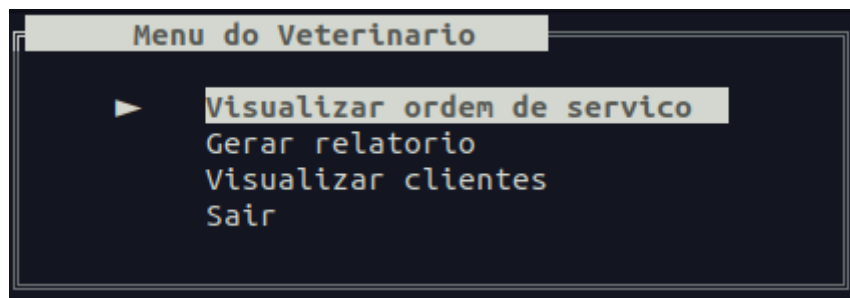 Menu do Veterinario
Visualizar ordem de servico
Gerar relatorio
Visualizar clientes
Sair